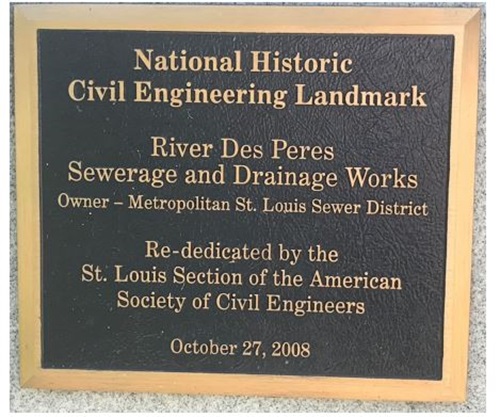 National Historic
Civil Engineering Landmark
River Des Peres
Sewerage and Drainage Works
Owner – Metropolitan St. Louis Sewer District
Re-dedicated by the
St. Louis Section of the American
Society of Civil Engineers
October 27, 2008